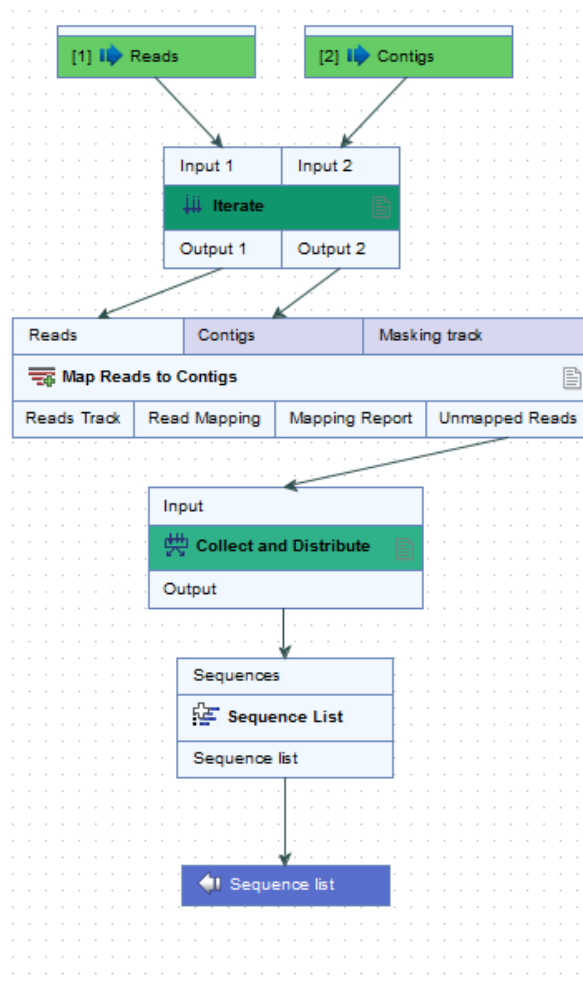 [1] Reads
[2] Contigs
Input 1
Input 2
Iterate
Output 1
Output 2
Reads
Contigs
Masking track
Map Reads to Contigs
Reads Track
Read Mapping
Mapping Report
Unmapped Reads
Input
Collect and Distribute
Output
Sequences
Sequence List
Sequence list
Sequence list